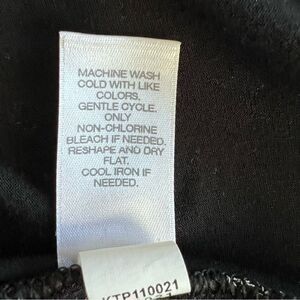 MACHINE WASH
COLD WITH LIKE
COLORS,
GENTLE CYCLE.
ONLY
NON-CHLORINE
BLEACH IF NEEDED.
RESHAPE AND DRY
FLAT.
COOL IRON IF
NEEDED.
KTP110021